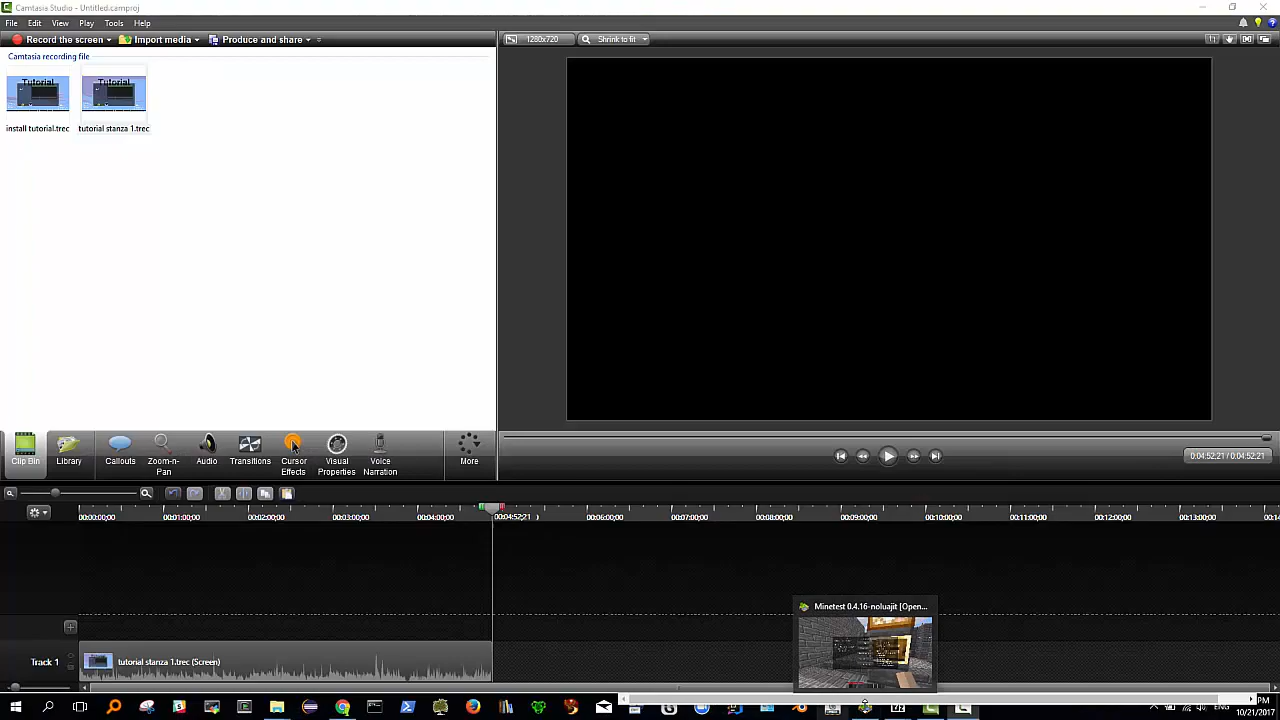 Camtasia Studio - Untitled.camproj
File Edit View Play Tools Help
Record the screen Import media Produce and share
1280x720 Shrink to fit
Camtasia recording file
Tutorial Tutorial
install tutorial.trec tutorial stanza 1.trec
Clip Bin Library Callouts Zoom-n-Pan Audio Transitions Cursor Effects Visual Properties Voice Narration More
0:04:52;21 / 0:04:52;21
00:00:00;00 00:01:00;00 00:02:00;00 00:03:00;00 00:04:00;00 00:04:52;21 00:06:00;00 00:07:00;00 00:08:00;00 00:09:00;00 00:10:00;00 00:11:00;00 00:12:00;00 00:13:00;00
Minetest 0.4.16-noluajit [Open...
Track 1 tutorial stanza 1.trec (Screen)
PM
ENG
10/21/2017